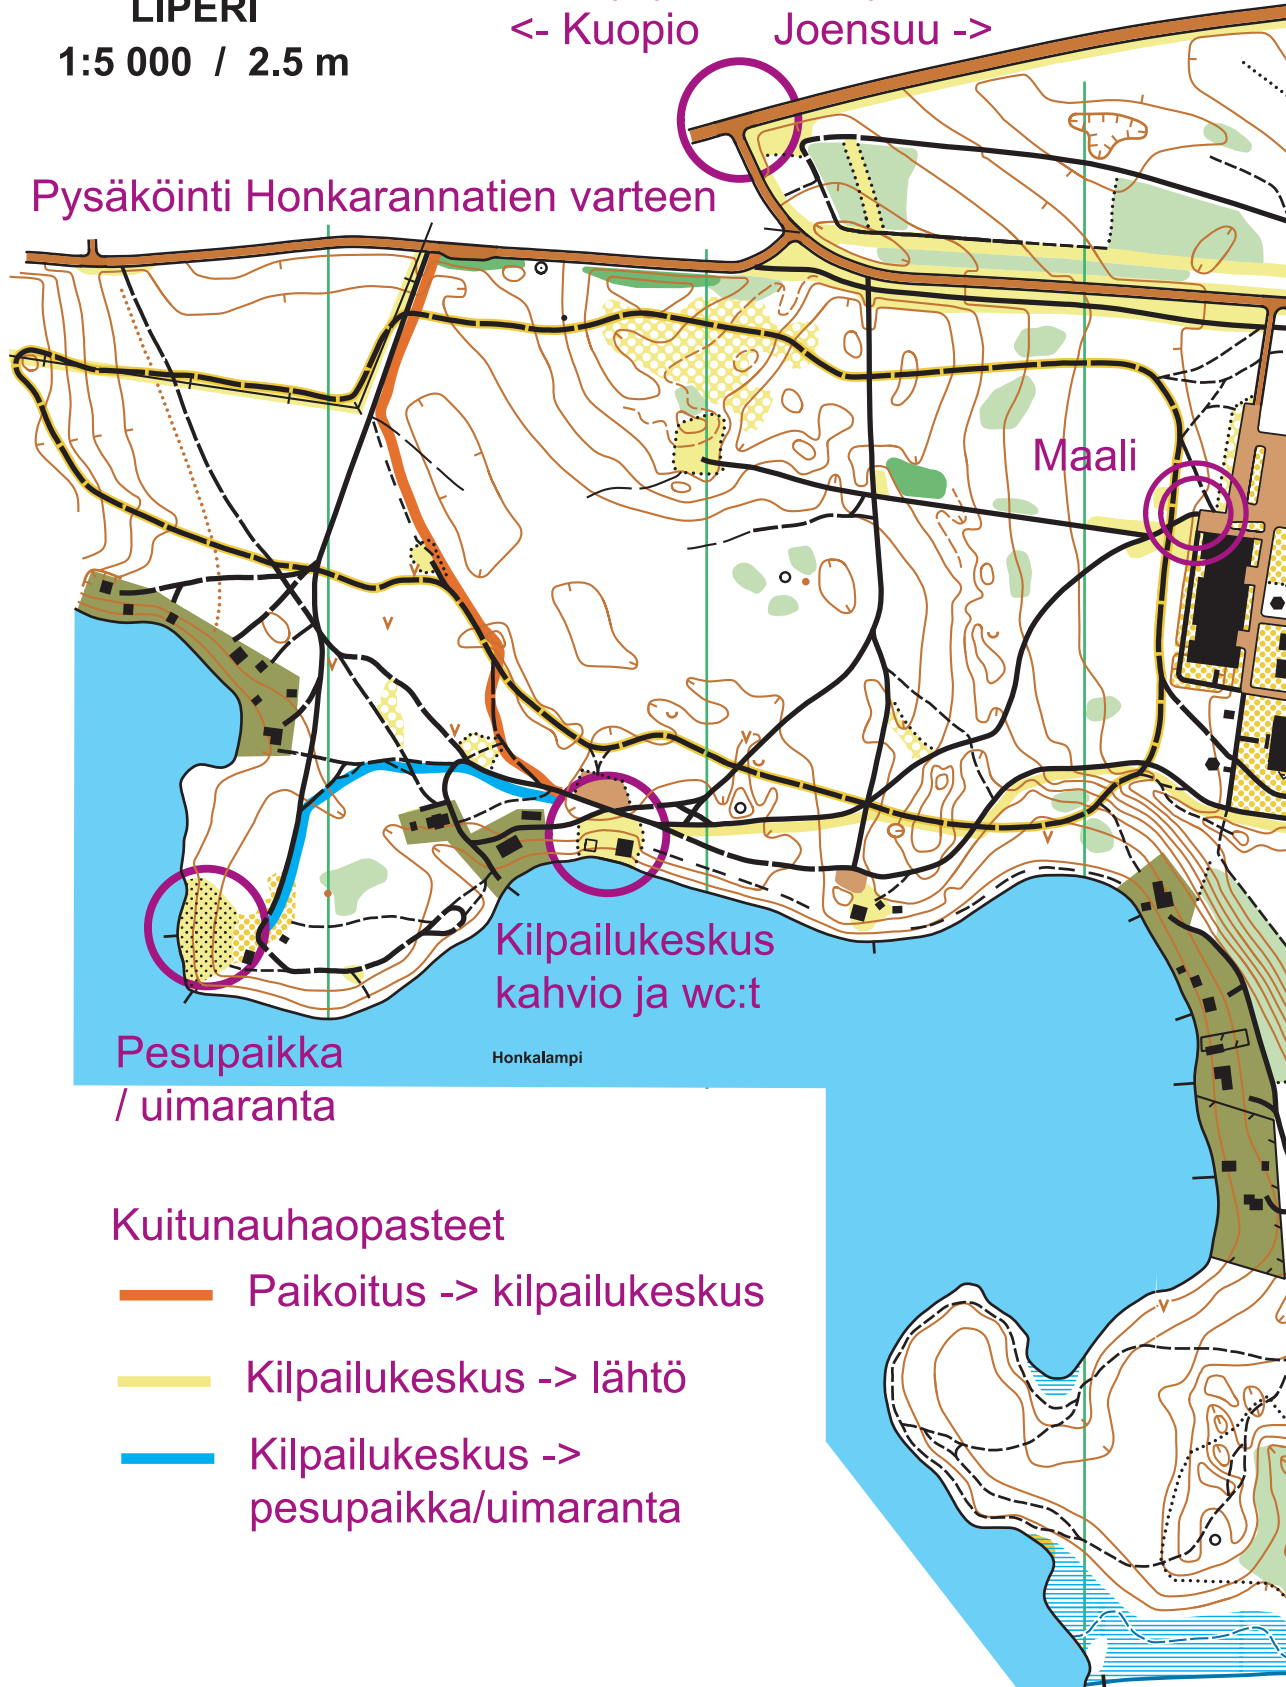 LIPERI
1:5 000 / 2.5 m
<- Kuopio Joensuu ->
Pysäköinti Honkarannatien varteen
Maali
Kilpailukeskus
kahvio ja wc:t
Pesupaikka
/ uimaranta
Honkalampi
Kuitunauhaopasteet
Paikoitus -> kilpailukeskus
Kilpailukeskus -> lähtö
Kilpailukeskus ->
pesupaikka/uimaranta